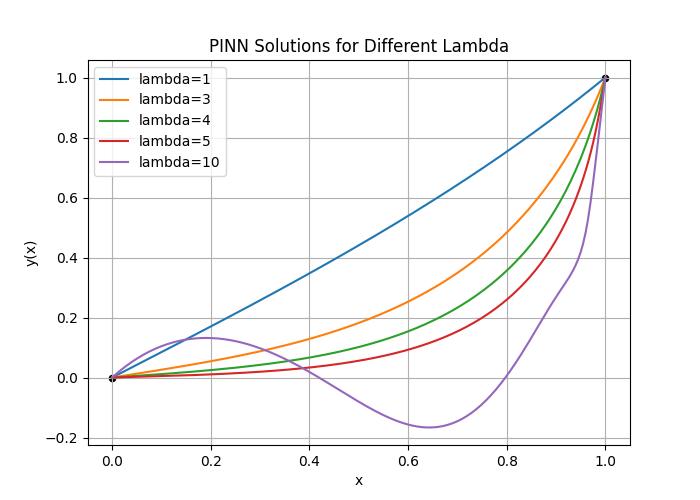 PINN Solutions for Different Lambda
lambda=1
lambda=3
lambda=4
lambda=5
lambda=10
1.0
0.8
0.6
0.4
0.2
0.0
−0.2
y(x)
0.0 0.2 0.4 0.6 0.8 1.0
x